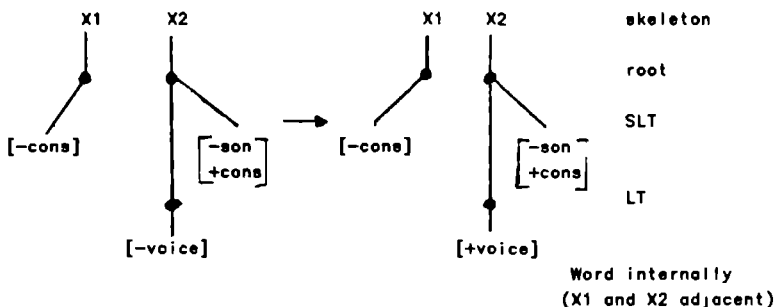 X1 X2 X1 X2 skeleton
root
SLT
[-cons] [-son [-cons] [-son
+cons] +cons]
LT
[-voice] [+voice]
Word internally
(X1 and X2 adjacent)